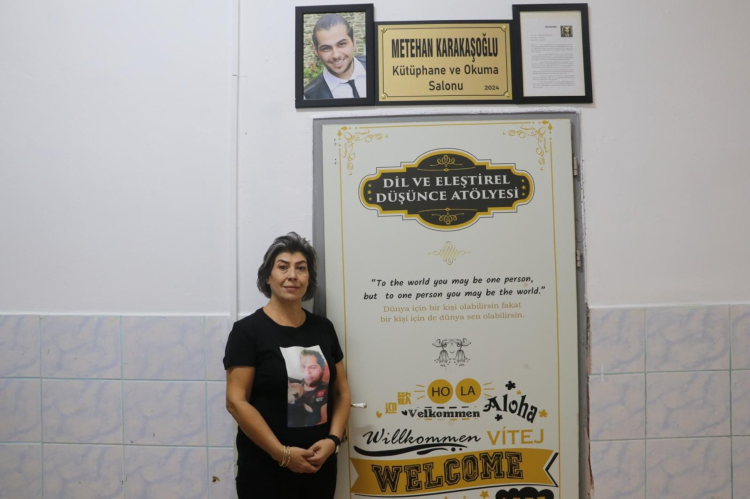 METEHAN KARAKAŞOĞLU
Kütüphane ve Okuma
Salonu
2024
DİL VE ELEŞTİREL
DÜŞÜNCE ATÖLYESİ
"To the world you may be one person,
but to one person you may be the world."
Dünya için bir kişi olabilirsin fakat
bir kişi için de dünya sen olabilirsin.
HO LA
Velkommen
Aloha
Willkommen
VİTEJ
WELCOME